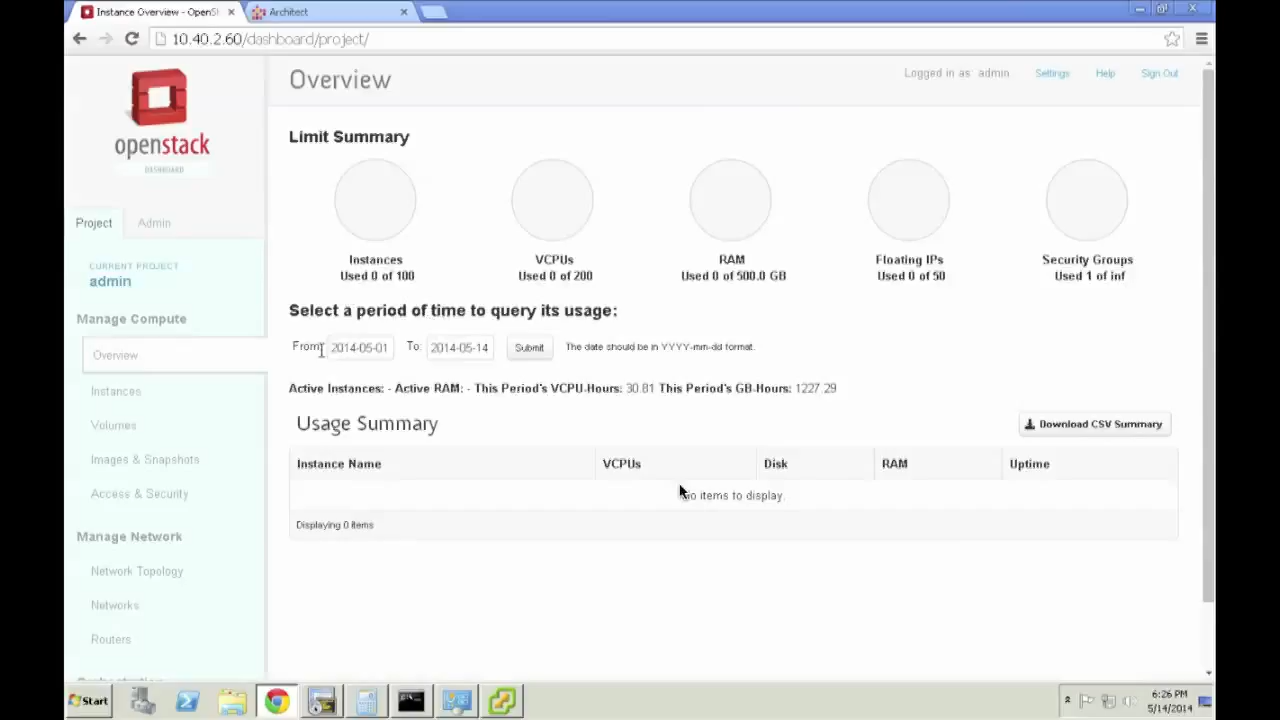 Instance Overview - OpenSt
Architect
10.40.2.60/dashboard/project/
openstack
DASHBOARD
Overview
Logged in as admin
Settings
Help
Sign Out
Project
Admin
CURRENT PROJECT
admin
Manage Compute
Overview
Instances
Volumes
Images & Snapshots
Access & Security
Manage Network
Network Topology
Networks
Routers
Limit Summary
Instances
Used 0 of 100
VCPUs
Used 0 of 200
RAM
Used 0 of 500.0 GB
Floating IPs
Used 0 of 50
Security Groups
Used 1 of inf
Select a period of time to query its usage:
From: 2014-05-01 To: 2014-05-14 Submit The date should be in YYYY-mm-dd format.
Active Instances: - Active RAM: - This Period's VCPU-Hours: 30.81 This Period's GB-Hours: 1227.29
Usage Summary
Download CSV Summary
Instance Name VCPUs Disk RAM Uptime
items to display.
Displaying 0 items
Start
6:26 PM
5/14/2014